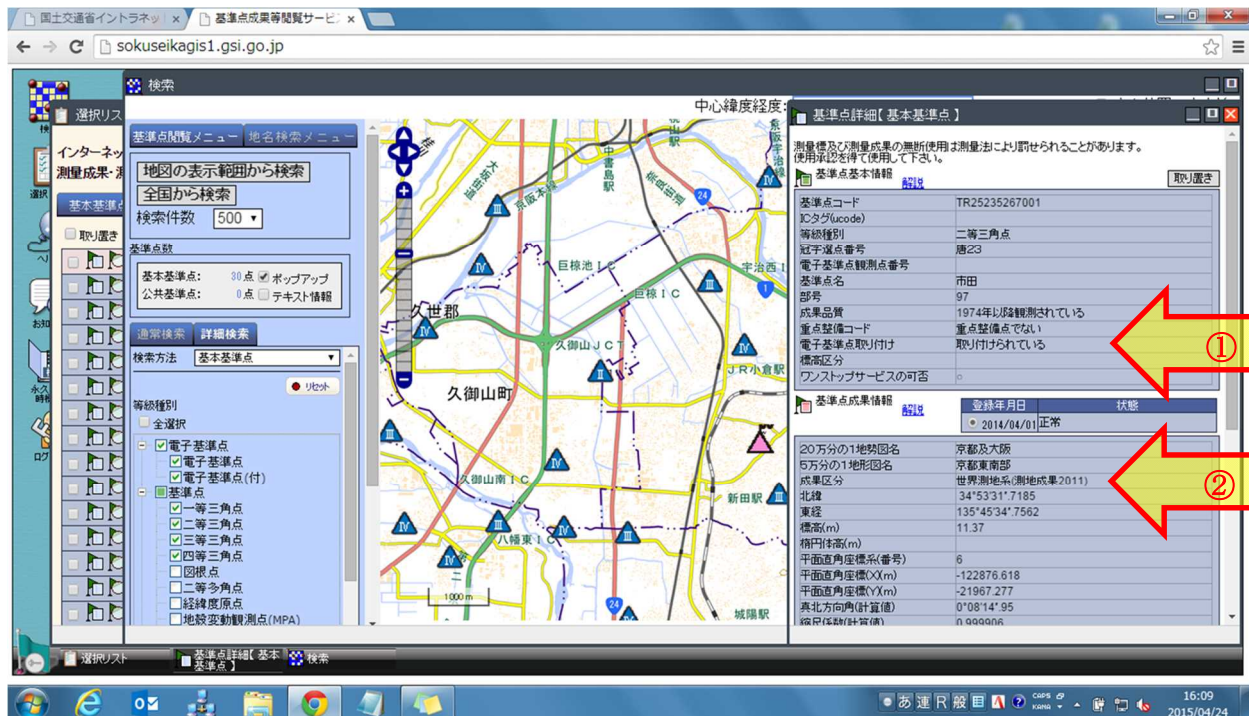 国土交通省イントラネッ
基準点成果等閲覧サービ
sokuseikagis1.gsi.go.jp
検索
中心緯度経度:
選択リス
インターネッ
測量成果・
選択
基本基準点
取り置き
基準点閲覧メニュー 地名検索メニュー
地図の表示範囲から検索
全国から検索
検索件数 500
基準点数
基本基準点: 30点 ポップアップ
公共基準点: 0点 テキスト情報
通常検索 詳細検索
検索方法 基本基準点
リセット
等級種別
全選択
電子基準点
電子基準点
電子基準点(付)
基準点
一等三角点
二等三角点
三等三角点
四等三角点
図根点
二等多角点
経緯度原点
地殻変動観測点(MPA)
京阪本線
中書島駅
奈良街道
24
京阪宇治線
巨椋池I
巨椋IC
宇治西I
1
久世郡
久御山JCT
JR小倉駅
久御山町
久御山南IC
新田駅
八幡東IC
1000 m
24
城陽駅
基準点詳細【 基本基準点 】
測量標及び測量成果の無断使用は測量法により罰せられることがあります。
使用承認を得て使用して下さい。
基準点基本情報 解説 取り置き
基準点コード TR25235267001
ICタグ(ucode)
等級種別 二等三角点
冠字選点番号 唐23
電子基準点観測点番号
基準点名 市田
部号 97
成果品質 1974年以降観測されている
重点整備コード 重点整備点でない
電子基準点取り付け 取り付けられている
標高区分
ワンストップサービスの可否 ○
①
基準点成果情報 解説 登録年月日 状態
2014/04/01 正常
20万分の1地勢図名 京都及大阪
5万分の1地形図名 京都東南部
成果区分 世界測地系(測地成果2011)
北緯 34°53'31".7185
東経 135°45'34".7562
標高(m) 11.37
楕円体高(m)
平面直角座標系(番号) 6
平面直角座標(X)(m) -122876.618
平面直角座標(Y)(m) -21967.277
真北方向角(計算値) 0°08'14".95
縮尺係数(計算値) 0.999906
②
選択リスト
基準点詳細【 基本基準点 】
検索
あ 連 R 般
CAPS
KANA
16:09
2015/04/24